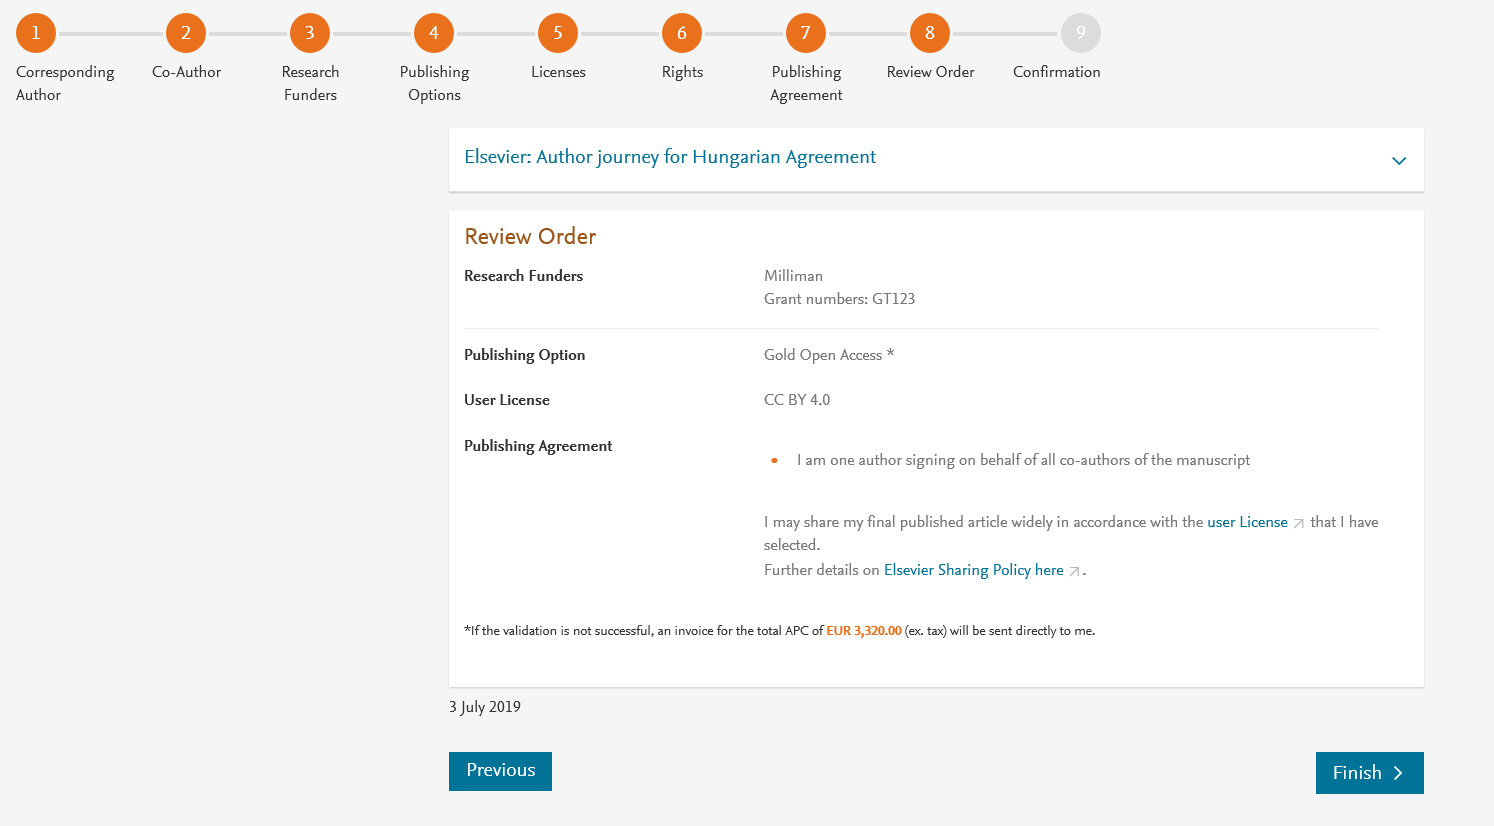 1 2 3 4 5 6 7 8 9
Corresponding Author
Co-Author
Research Funders
Publishing Options
Licenses
Rights
Publishing Agreement
Review Order
Confirmation
Elsevier: Author journey for Hungarian Agreement
Review Order
Research Funders Milliman
Grant numbers: GT123
Publishing Option Gold Open Access *
User License CC BY 4.0
Publishing Agreement
• I am one author signing on behalf of all co-authors of the manuscript
I may share my final published article widely in accordance with the user License that I have
selected.
Further details on Elsevier Sharing Policy here .
*If the validation is not successful, an invoice for the total APC of EUR 3,320.00 (ex. tax) will be sent directly to me.
3 July 2019
Previous Finish